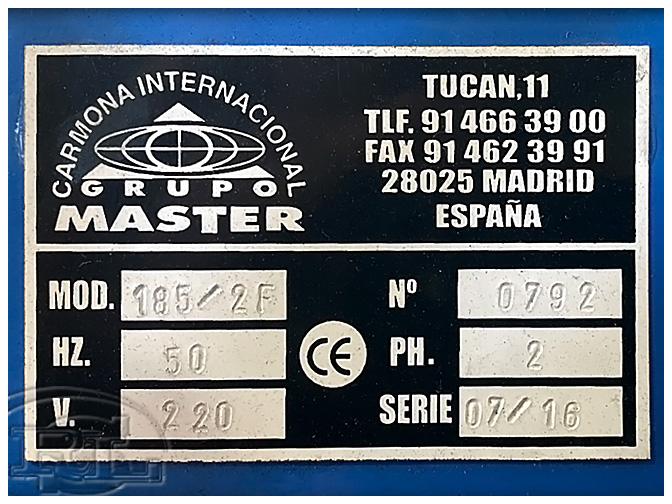 CARMONA INTERNACIONAL
GRUPO
MASTER
TUCAN,11
TLF. 91 466 39 00
FAX 91 462 39 91
28025 MADRID
ESPAÑA
MOD. 185/2F
Nº 0792
HZ. 50
CE
PH. 2
V. 220
SERIE 07/16